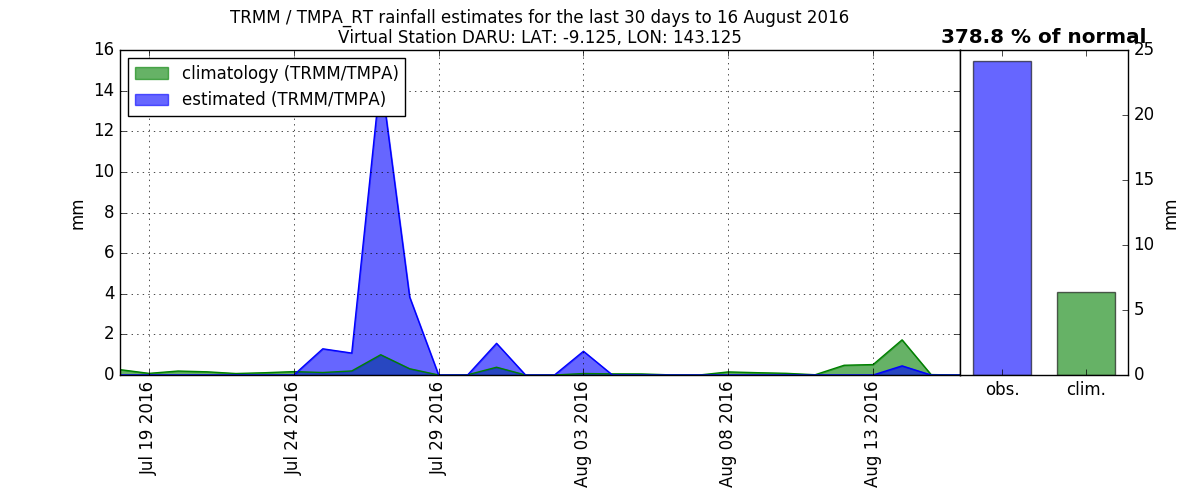 TRMM / TMPA_RT rainfall estimates for the last 30 days to 16 August 2016
Virtual Station DARU: LAT: -9.125, LON: 143.125
378.8 % of normal
climatology (TRMM/TMPA)
estimated (TRMM/TMPA)
mm
16
14
12
10
8
6
4
2
0
Jul 19 2016
Jul 24 2016
Jul 29 2016
Aug 03 2016
Aug 08 2016
Aug 13 2016
obs.
clim.
25
20
15
10
5
0
mm